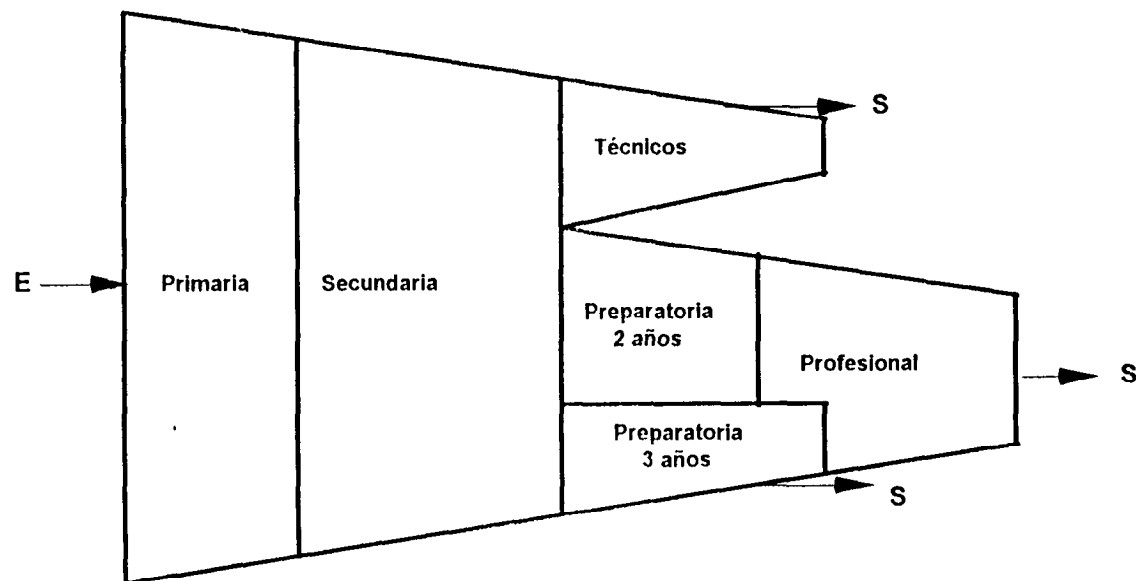 S
Técnicos
E
Primaria
Secundaria
Preparatoria
2 años
Profesional
S
Preparatoria
3 años
S